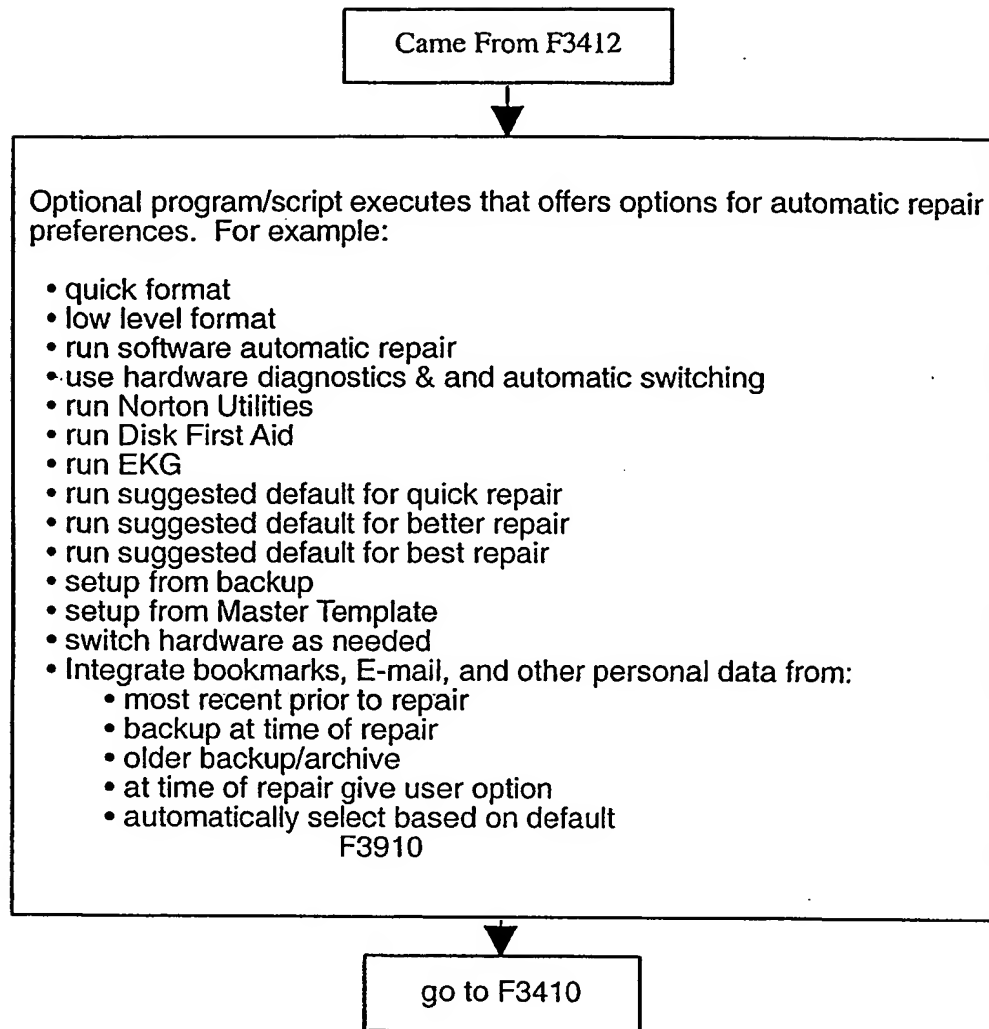 Came From F3412
Optional program/script executes that offers options for automatic repair
preferences. For example:
• quick format
• low level format
• run software automatic repair
• use hardware diagnostics & and automatic switching
• run Norton Utilities
• run Disk First Aid
• run EKG
• run suggested default for quick repair
• run suggested default for better repair
• run suggested default for best repair
• setup from backup
• setup from Master Template
• switch hardware as needed
• Integrate bookmarks, E-mail, and other personal data from:
• most recent prior to repair
• backup at time of repair
• older backup/archive
• at time of repair give user option
• automatically select based on default
F3910
go to F3410